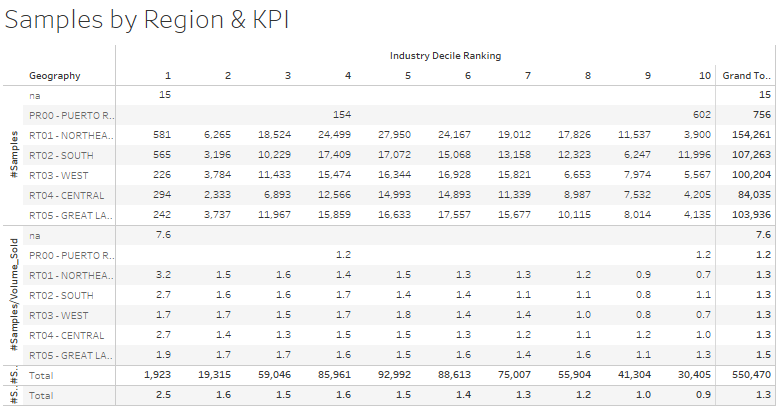 Samples by Region & KPI
Industry Decile Ranking
Geography 1 2 3 4 5 6 7 8 9 10 Grand To..
#Samples
na 15 15
PR00 - PUERTO R.. 154 602 756
RT01 - NORTHEA.. 581 6,265 18,524 24,499 27,950 24,167 19,012 17,826 11,537 3,900 154,261
RT02 - SOUTH 565 3,196 10,229 17,409 17,072 15,068 13,158 12,323 6,247 11,996 107,263
RT03 - WEST 226 3,784 11,433 15,474 16,344 16,928 15,821 6,653 7,974 5,567 100,204
RT04 - CENTRAL 294 2,333 6,893 12,566 14,993 14,893 11,339 8,987 7,532 4,205 84,035
RT05 - GREAT LA.. 242 3,737 11,967 15,859 16,633 17,557 15,677 10,115 8,014 4,135 103,936
#Samples/Volume_Sold
na 7.6 7.6
PR00 - PUERTO R.. 1.2 1.2 1.2
RT01 - NORTHEA.. 3.2 1.5 1.6 1.4 1.5 1.3 1.3 1.2 0.9 0.7 1.3
RT02 - SOUTH 2.7 1.6 1.6 1.7 1.4 1.4 1.1 1.1 0.8 1.1 1.3
RT03 - WEST 1.7 1.7 1.5 1.7 1.8 1.4 1.4 1.0 0.8 0.7 1.3
RT04 - CENTRAL 2.7 1.4 1.3 1.5 1.5 1.3 1.2 1.1 1.2 1.0 1.3
RT05 - GREAT LA.. 1.9 1.7 1.7 1.6 1.5 1.6 1.4 1.6 1.1 1.3 1.5
#S.. Total 1,923 19,315 59,046 85,961 92,992 88,613 75,007 55,904 41,304 30,405 550,470
#S.. Total 2.5 1.6 1.5 1.6 1.5 1.4 1.3 1.2 1.0 0.9 1.3